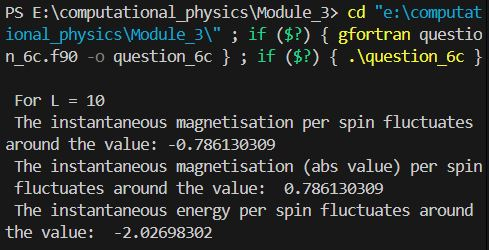 PS E:\computational_physics\Module_3> cd "e:\computat
ional_physics\Module_3\" ; if ($?) { gfortran questio
n_6c.f90 -o question_6c } ; if ($?) { .\question_6c }
For L = 10
The instantaneous magnetisation per spin fluctuates
around the value: -0.786130309
The instantaneous magnetisation (abs value) per spin
fluctuates around the value:  0.786130309
The instantaneous energy per spin fluctuates around
the value:  -2.02698302